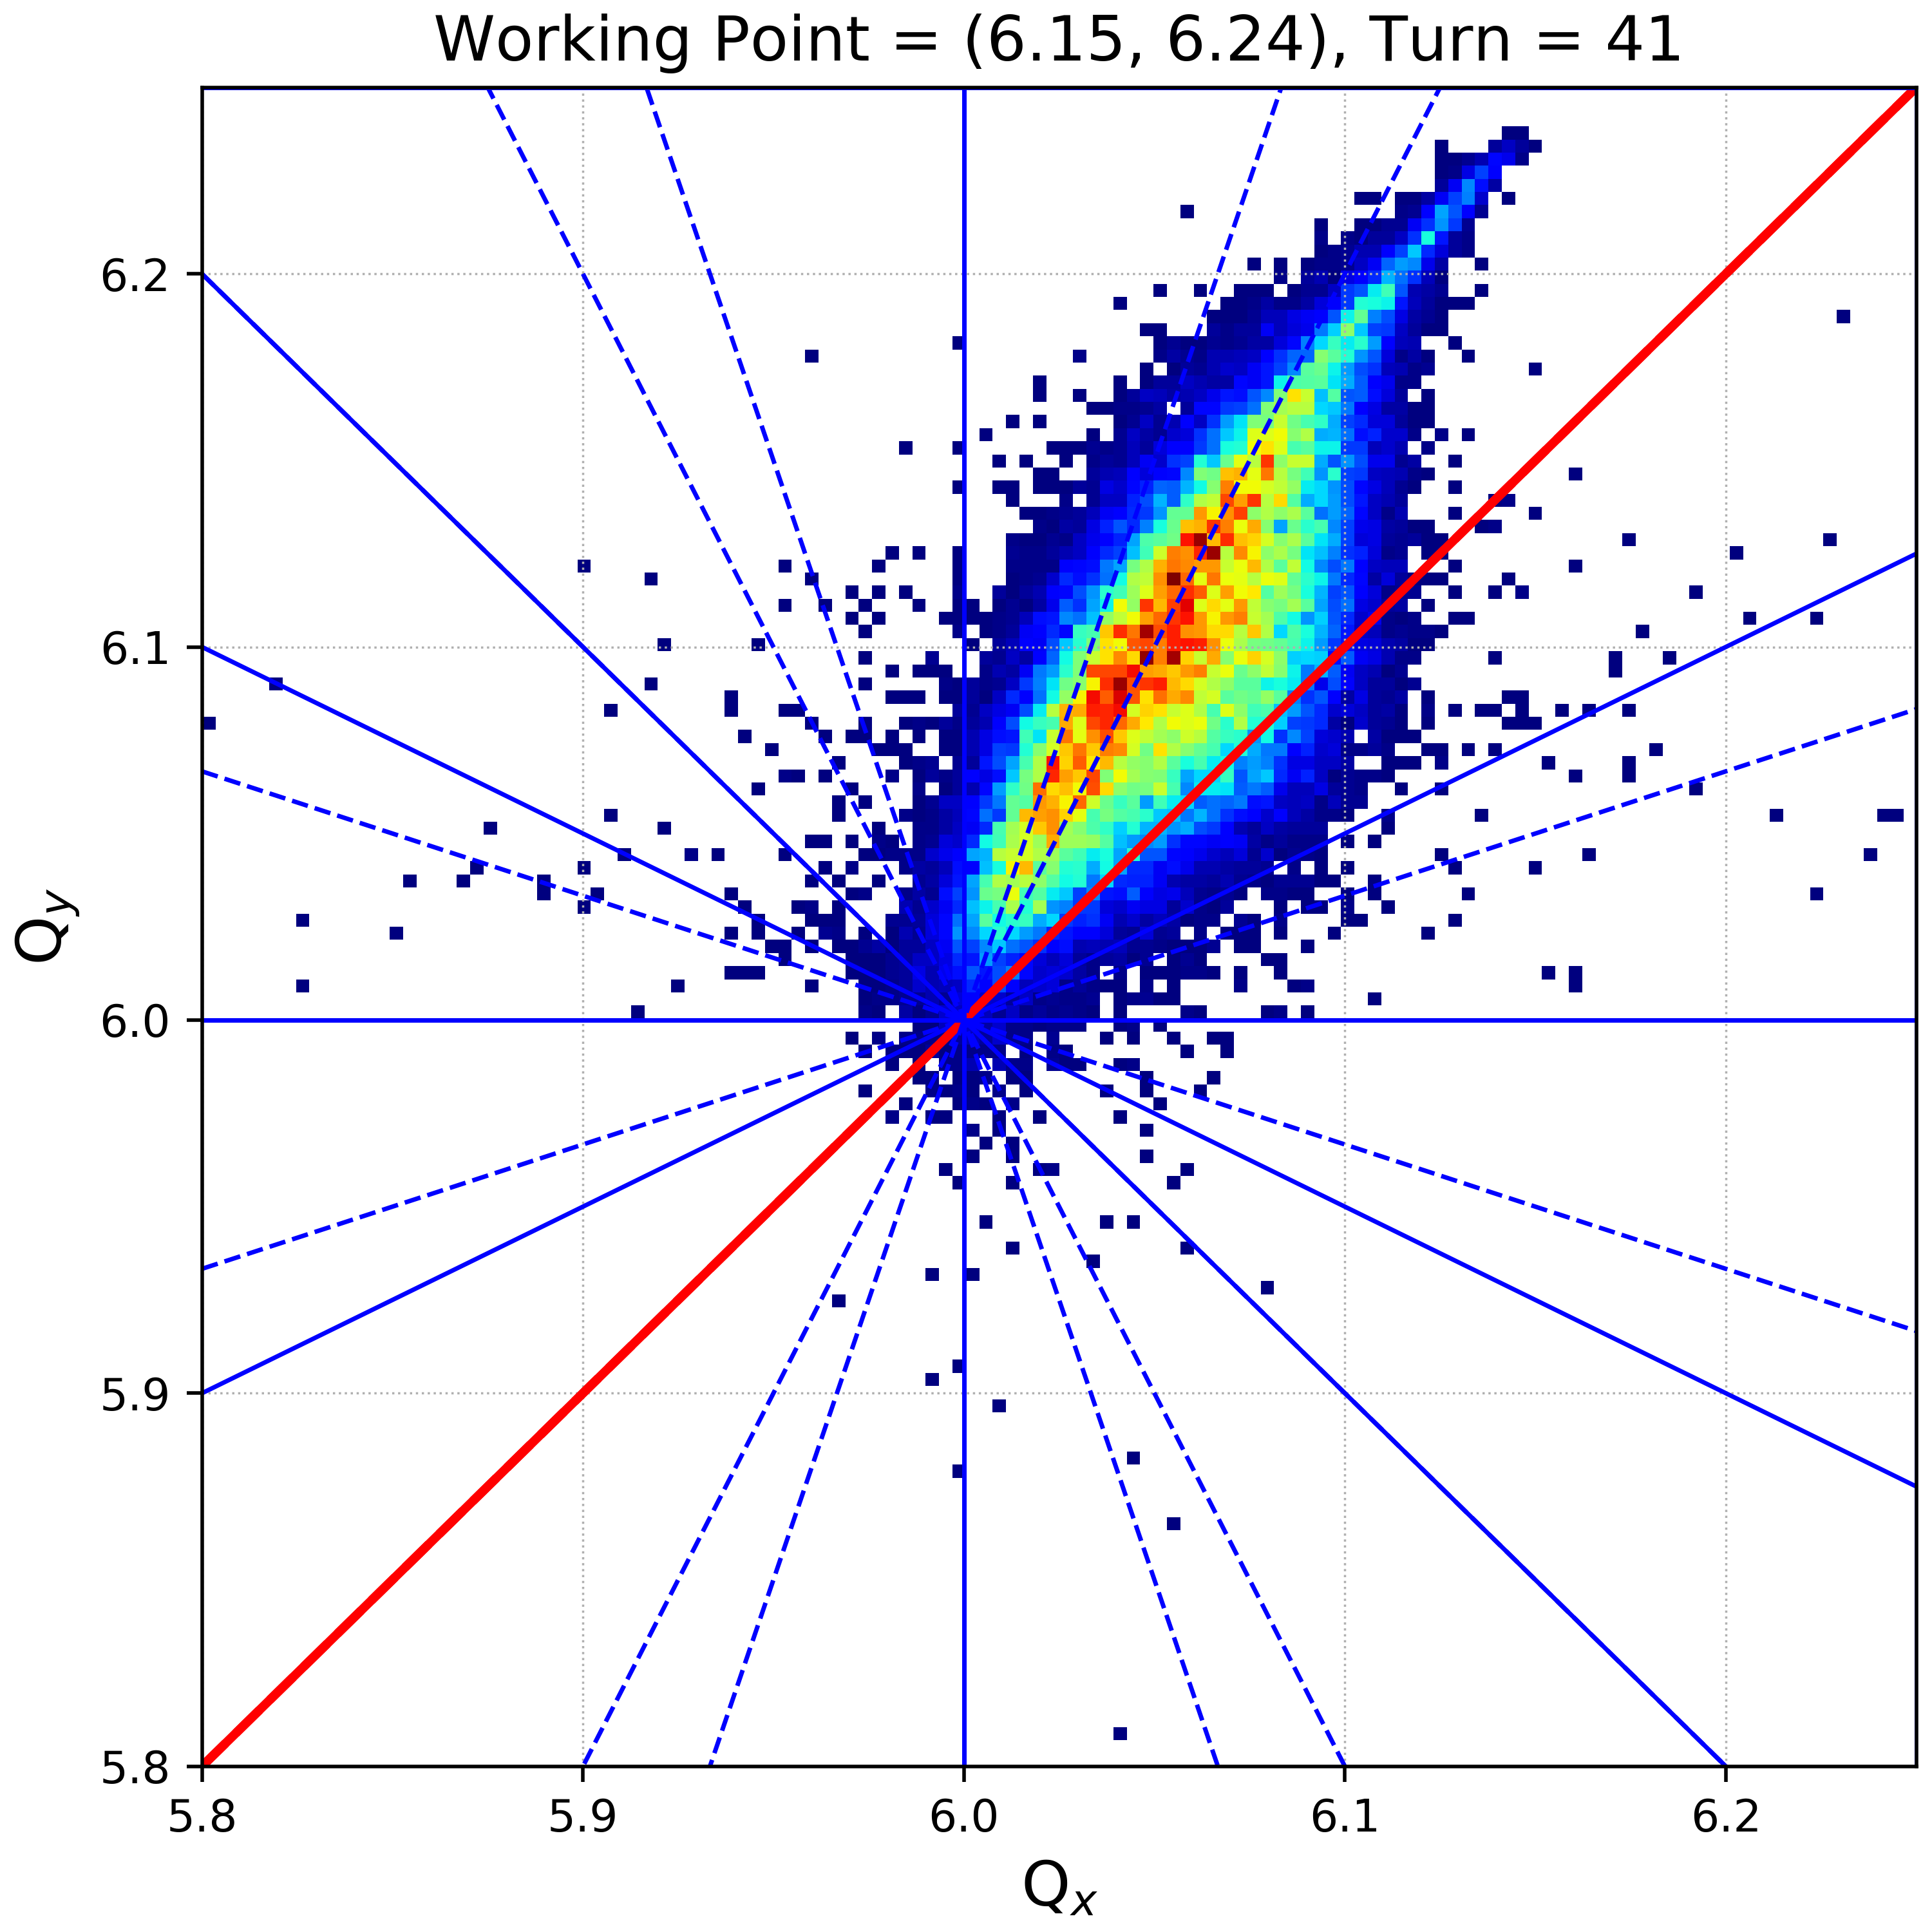 Working Point = (6.15, 6.24), Turn = 41
6.2
6.1
6.0
5.9
5.8
Qy
5.8 5.9 6.0 6.1 6.2
Qx